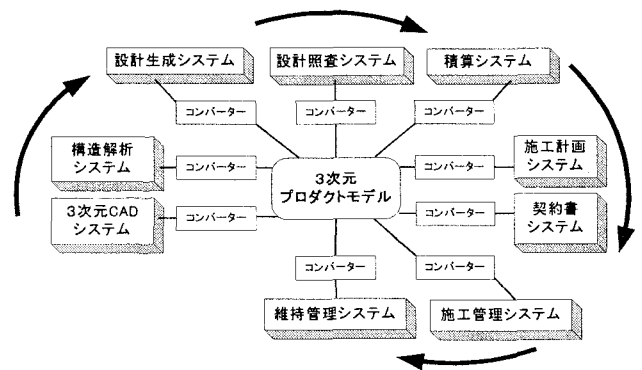 設計生成システム
設計照査システム
積算システム
コンバーター
コンバーター
コンバーター
構造解析
システム
コンバーター
3次元
プロダクトモデル
コンバーター
施工計画
システム
3次元CAD
システム
コンバーター
コンバーター
契約書
システム
コンバーター
コンバーター
維持管理システム
施工管理システム